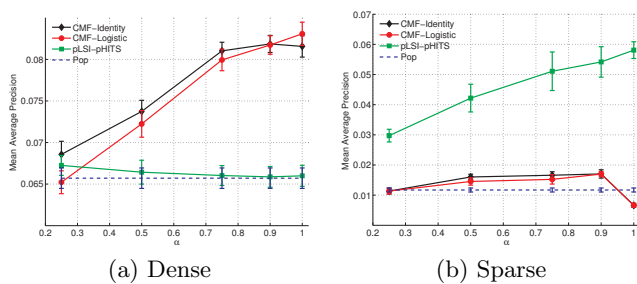 CMF-Identity
CMF-Logistic
pLSI-pHITS
Pop
Mean Average Precision
0.08
0.075
0.07
0.065
0.2 0.3 0.4 0.5 0.6 0.7 0.8 0.9 1
α
(a) Dense
CMF-Identity
CMF-Logistic
pLSI-pHITS
Pop
Mean Average Precision
0.07
0.06
0.05
0.04
0.03
0.02
0.01
0
0.2 0.3 0.4 0.5 0.6 0.7 0.8 0.9 1
α
(b) Sparse